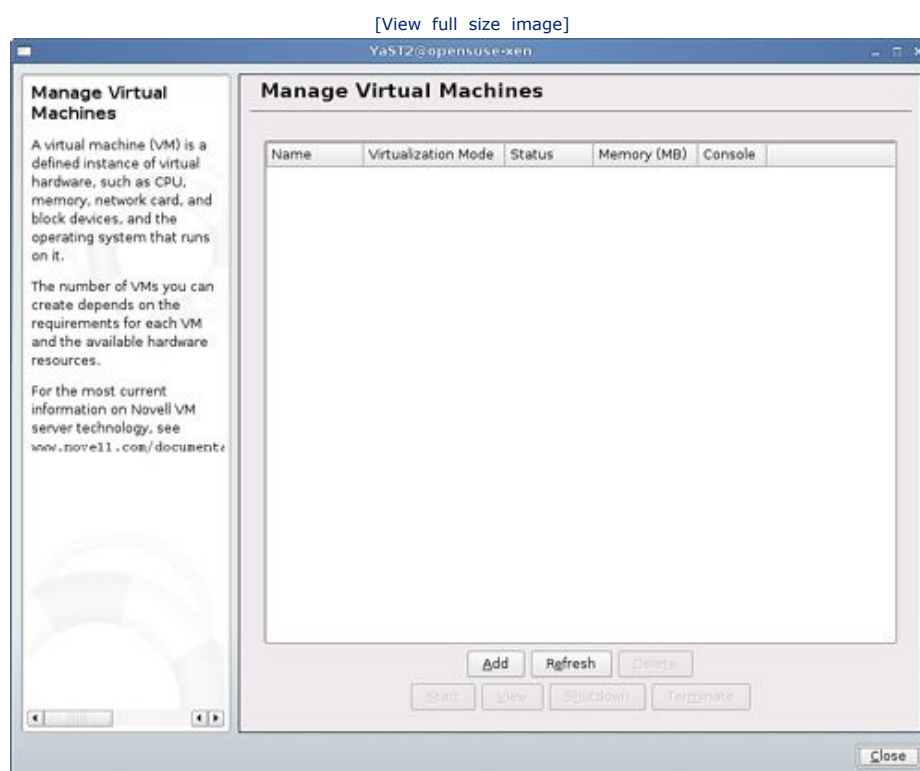 [View full size image]
YaST2@opensuse-xen
Manage Virtual
Machines
A virtual machine (VM) is a
defined instance of virtual
hardware, such as CPU,
memory, network card, and
block devices, and the
operating system that runs
on it.
The number of VMs you can
create depends on the
requirements for each VM
and the available hardware
resources.
For the most current
information on Novell VM
server technology, see
www.novell.com/documenta
Manage Virtual Machines
Name Virtualization Mode Status Memory (MB) Console
Add Refresh Delete
Start View Shutdown Terminate
Close